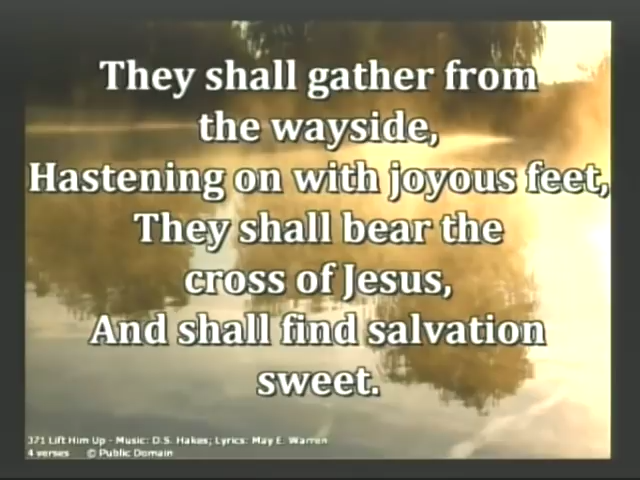 They shall gather from
the wayside,
Hastening on with joyous feet,
They shall bear the
cross of Jesus,
And shall find salvation
sweet.
371 Lift Him Up - Music: D.S. Hakes; Lyrics: May E. Warren
4 verses © Public Domain